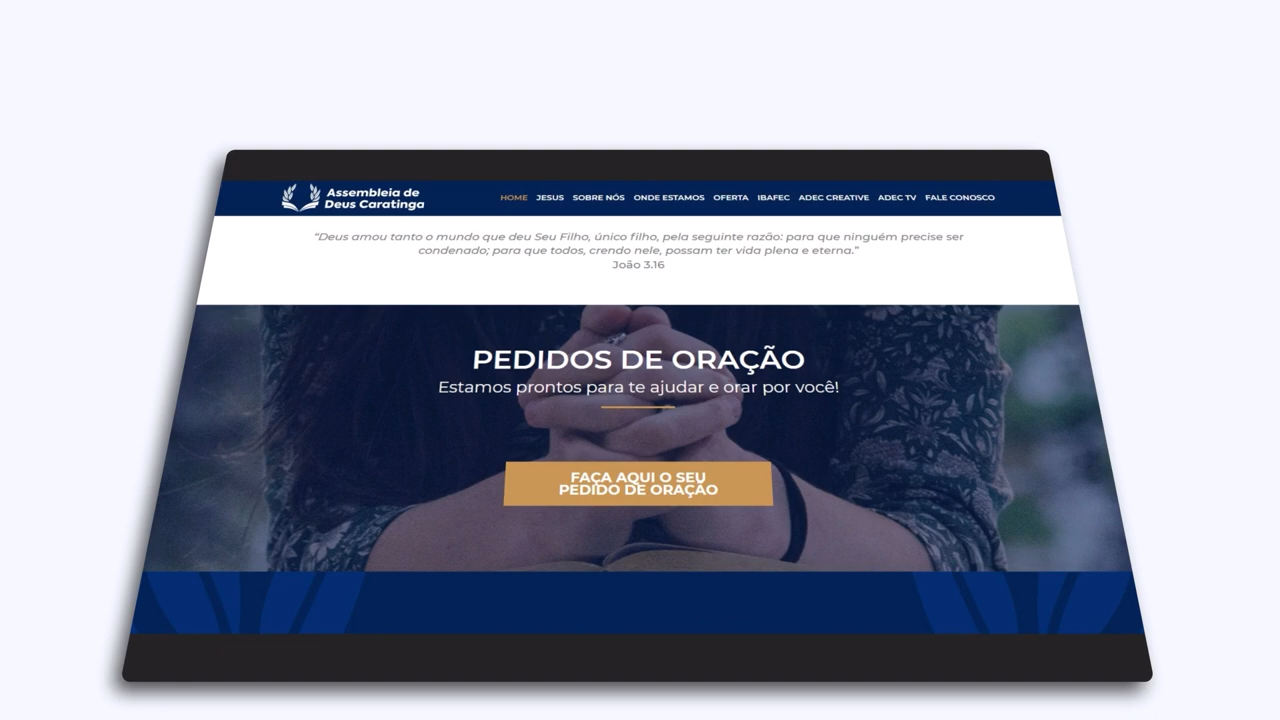 Assembleia de
Deus Caratinga
HOME JESUS SOBRE NÓS ONDE ESTAMOS OFERTA IBAFEC ADEC CREATIVE ADEC TV FALE CONOSCO
“Deus amou tanto o mundo que deu Seu Filho, único filho, pela seguinte razão: para que ninguém precise ser
condenado; para que todos, crendo nele, possam ter vida plena e eterna.”
João 3.16
PEDIDOS DE ORAÇÃO
Estamos prontos para te ajudar e orar por você!
FAÇA AQUI O SEU
PEDIDO DE ORAÇÃO